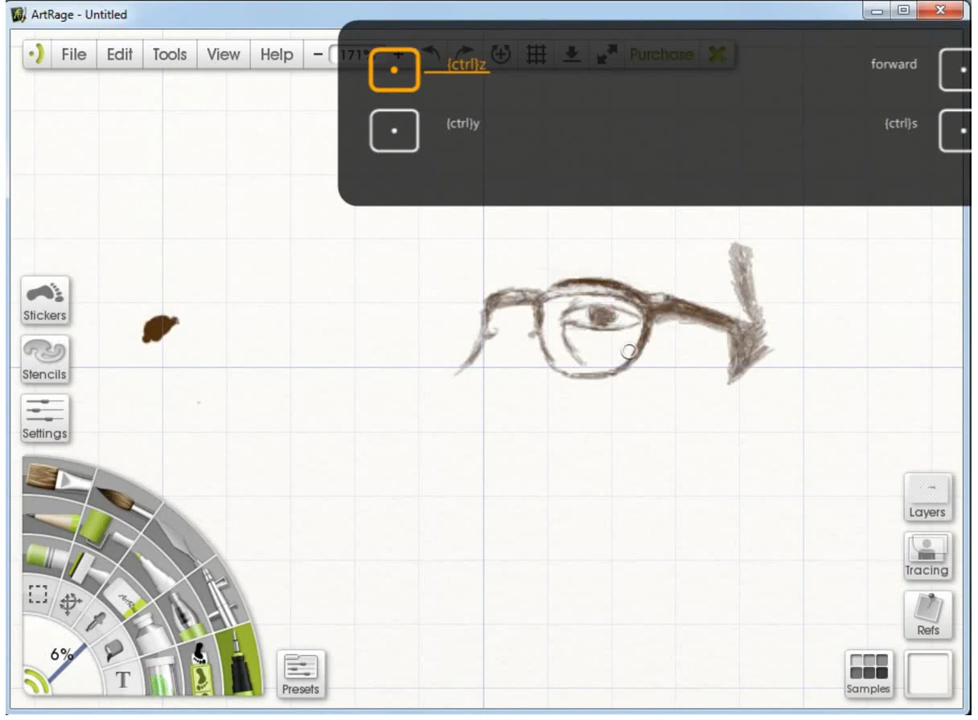 ArtRage - Untitled
File Edit Tools View Help − 171% + Purchase
{ctrl}z
forward
{ctrl}y
{ctrl}s
Stickers
Stencils
Settings
Layers
Tracing
Refs
6%
T
Presets
Samples